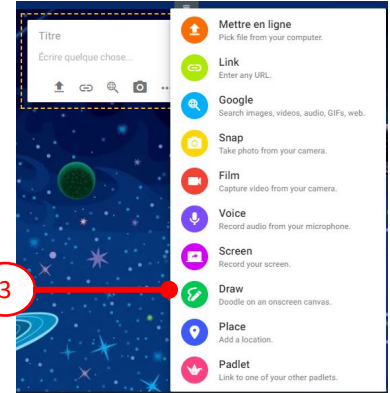 Titre
Écrire quelque chose...
Mettre en ligne
Pick file from your computer.
Link
Enter any URL.
Google
Search images, videos, audio, GIFs, web.
Snap
Take photo from your camera.
Film
Capture video from your camera.
Voice
Record audio from your microphone.
Screen
Record your screen.
3
Draw
Doodle on an onscreen canvas.
Place
Add a location.
Padlet
Link to one of your other padlets.